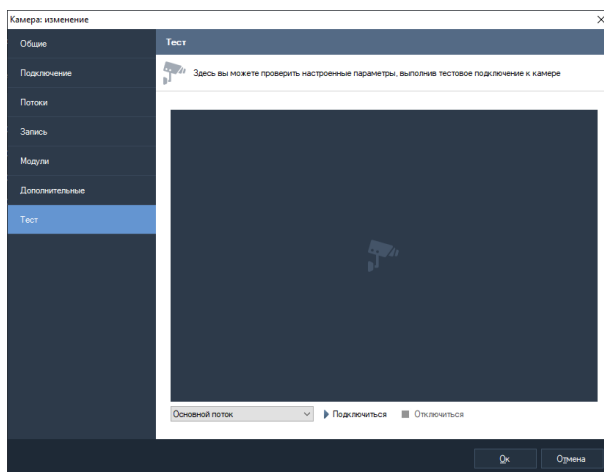 Камера: изменение
Общие
Подключение
Потоки
Запись
Модули
Дополнительные
Тест
Тест
Здесь вы можете проверить настроенные параметры, выполнив тестовое подключение к камере
Основной поток
Подключиться
Отключиться
Ок
Отмена